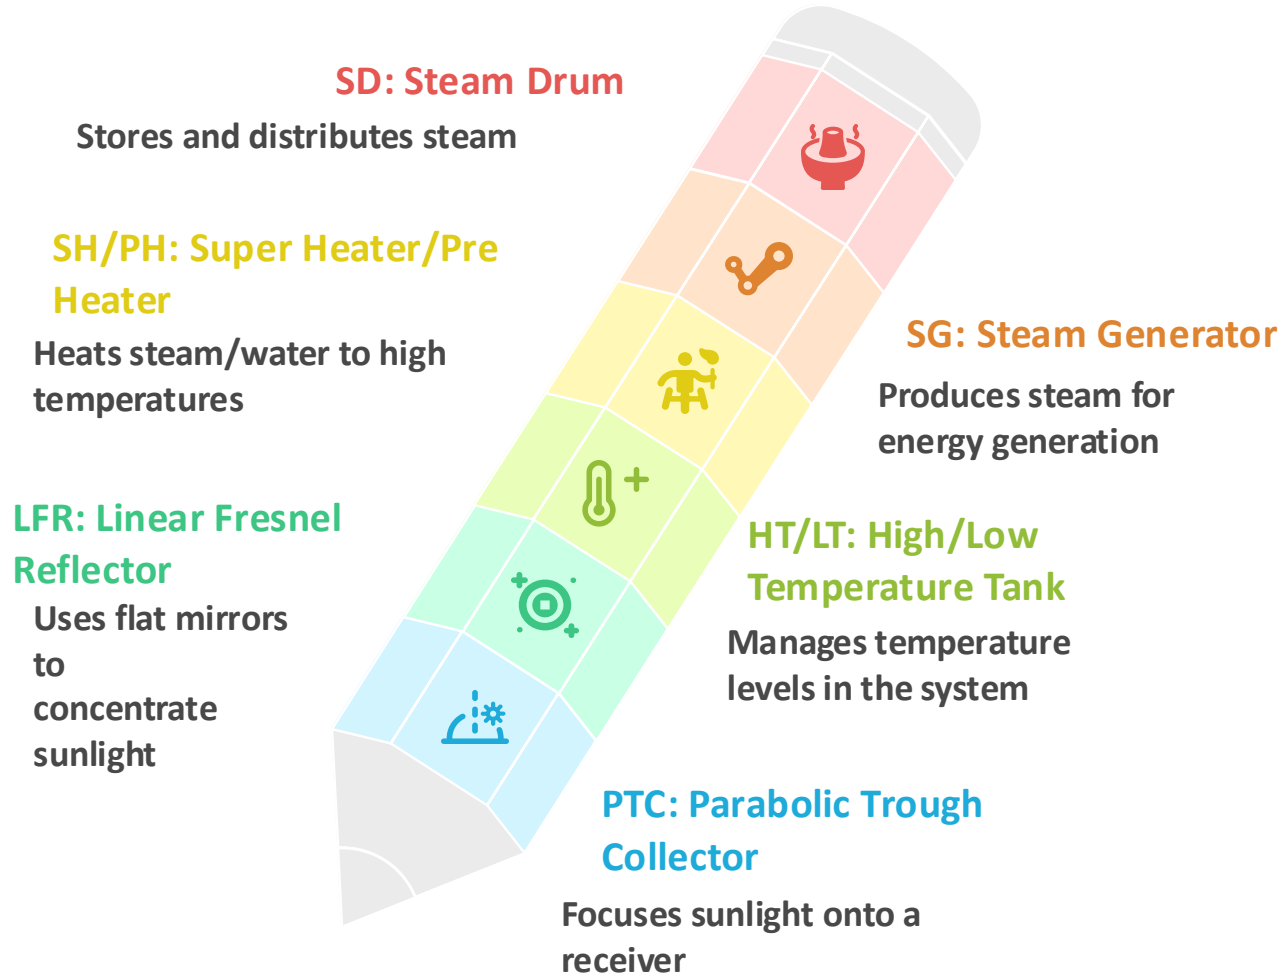 SD: Steam Drum
Stores and distributes steam
SH/PH: Super Heater/Pre
Heater
Heats steam/water to high
temperatures
SG: Steam Generator
Produces steam for
energy generation
LFR: Linear Fresnel
Reflector
Uses flat mirrors
to
concentrate
sunlight
HT/LT: High/Low
Temperature Tank
Manages temperature
levels in the system
PTC: Parabolic Trough
Collector
Focuses sunlight onto a
receiver